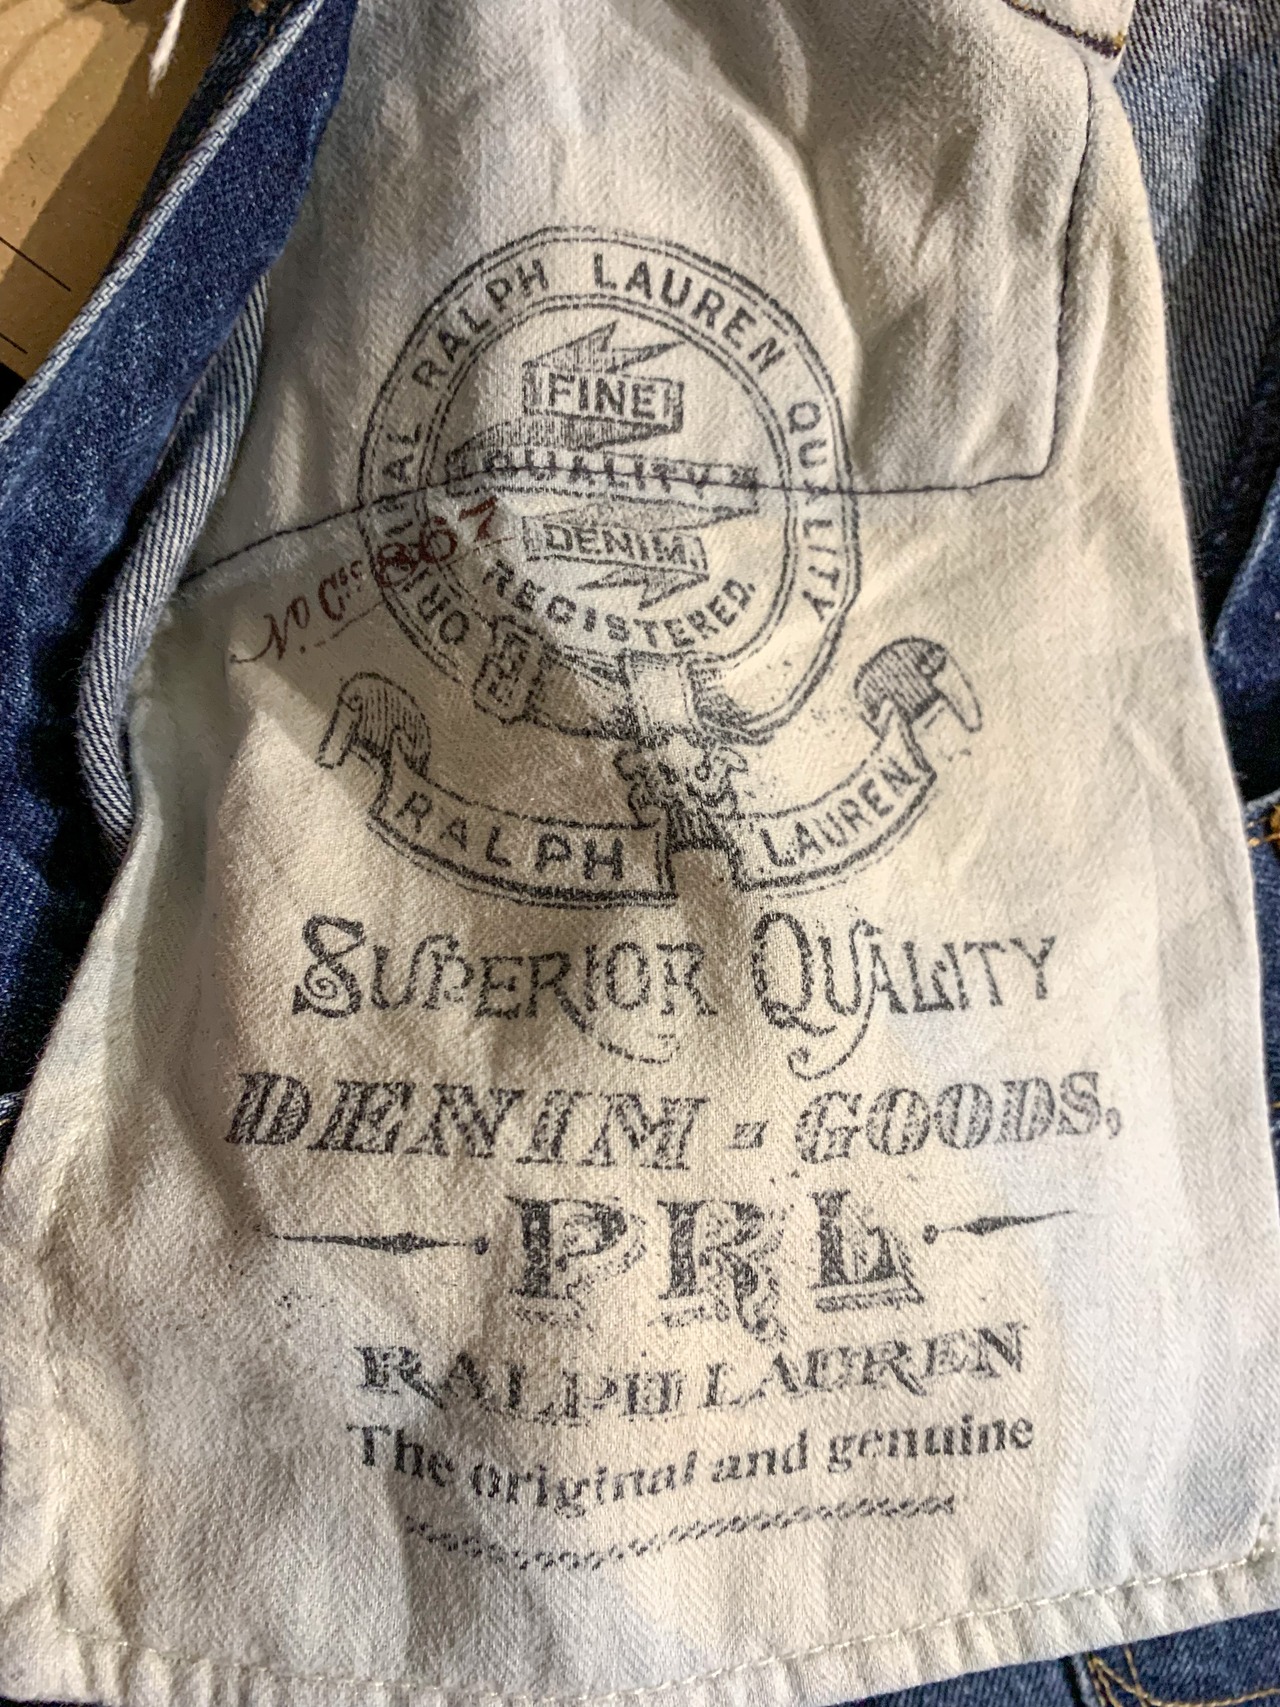 ORIGINAL RALPH LAUREN QUALITY
FINE
QUALITY
DENIM.
REGISTERED.
No 867
RALPH LAUREN
SUPERIOR QUALITY
DENIM - GOODS,
PRL
RALPH LAUREN
The original and genuine